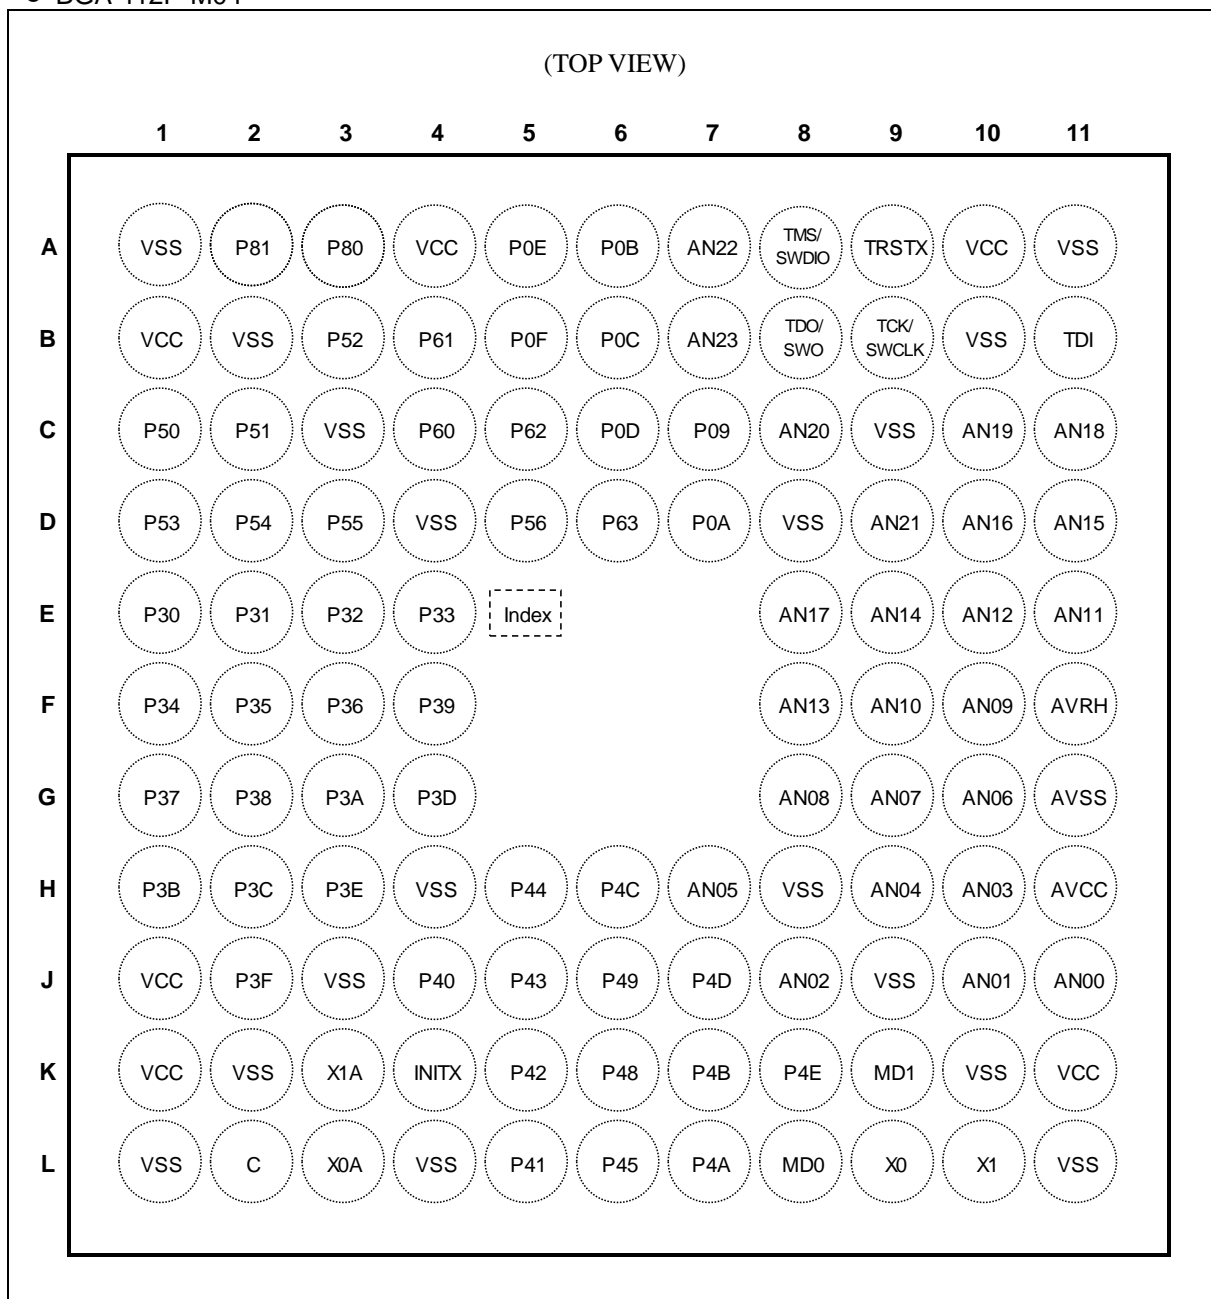 (TOP VIEW)
1 2 3 4 5 6 7 8 9 10 11
A VSS P81 P80 VCC P0E P0B AN22 TMS/SWDIO TRSTX VCC VSS
B VCC VSS P52 P61 P0F P0C AN23 TDO/SWO TCK/SWCLK VSS TDI
C P50 P51 VSS P60 P62 P0D P09 AN20 VSS AN19 AN18
D P53 P54 P55 VSS P56 P63 P0A VSS AN21 AN16 AN15
E P30 P31 P32 P33 Index AN17 AN14 AN12 AN11
F P34 P35 P36 P39 AN13 AN10 AN09 AVRH
G P37 P38 P3A P3D AN08 AN07 AN06 AVSS
H P3B P3C P3E VSS P44 P4C AN05 VSS AN04 AN03 AVCC
J VCC P3F VSS P40 P43 P49 P4D AN02 VSS AN01 AN00
K VCC VSS X1A INITX P42 P48 P4B P4E MD1 VSS VCC
L VSS C X0A VSS P41 P45 P4A MD0 X0 X1 VSS